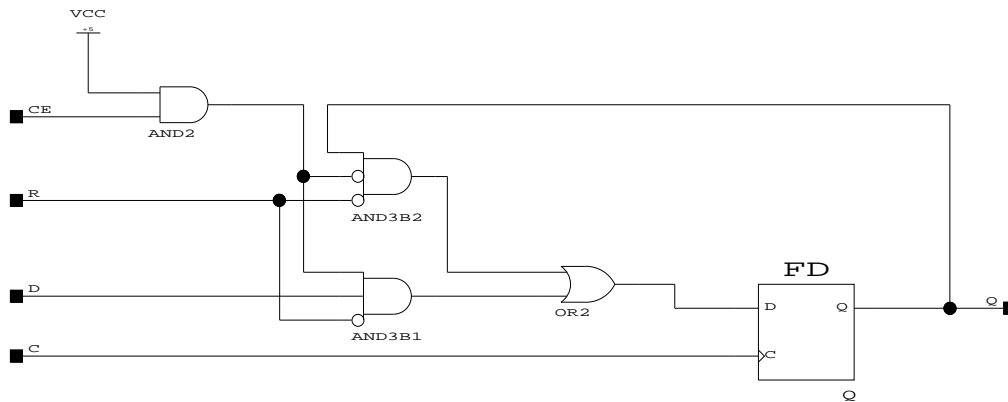 VCC
+5
CE
AND2
R
AND3B2
D
AND3B1
OR2
FD
D
Q
C
C
Q
Q